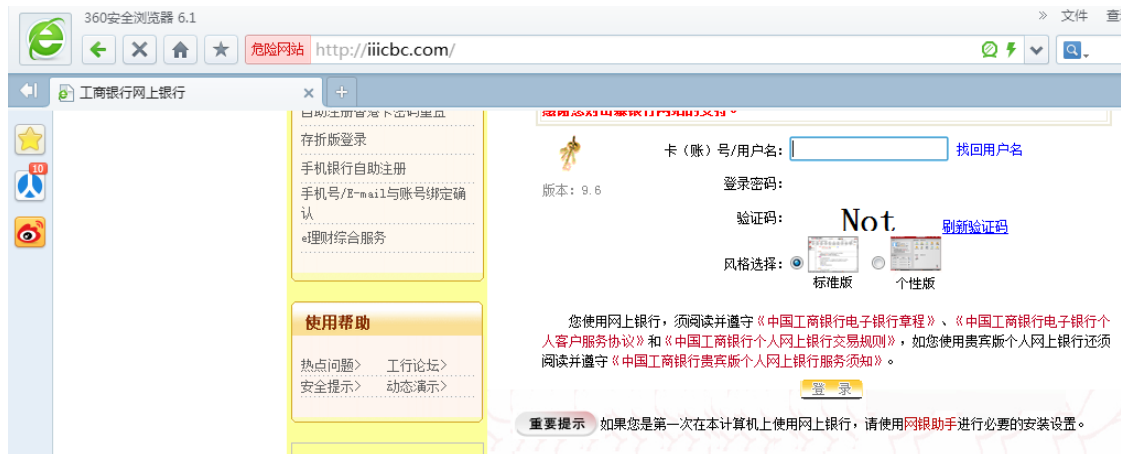 360安全浏览器 6.1
» 文件
危险网站 http://iiicbc.com/
工商银行网上银行
存折版登录
手机银行自助注册
手机号/E-mail与账号绑定确
认
e理财综合服务
使用帮助
热点问题> 工行论坛>
安全提示> 动态演示>
10
版本: 9.6
卡（账）号/用户名: 找回用户名
登录密码:
验证码: Not 刷新验证码
风格选择:
标准版 个性版
您使用网上银行，须阅读并遵守《中国工商银行电子银行章程》、《中国工商银行电子银行个
人客户服务协议》和《中国工商银行个人网上银行交易规则》，如您使用贵宾版个人网上银行还须
阅读并遵守《中国工商银行贵宾版个人网上银行服务须知》。
登 录
重要提示 如果您是第一次在本计算机上使用网上银行，请使用网银助手进行必要的安装设置。